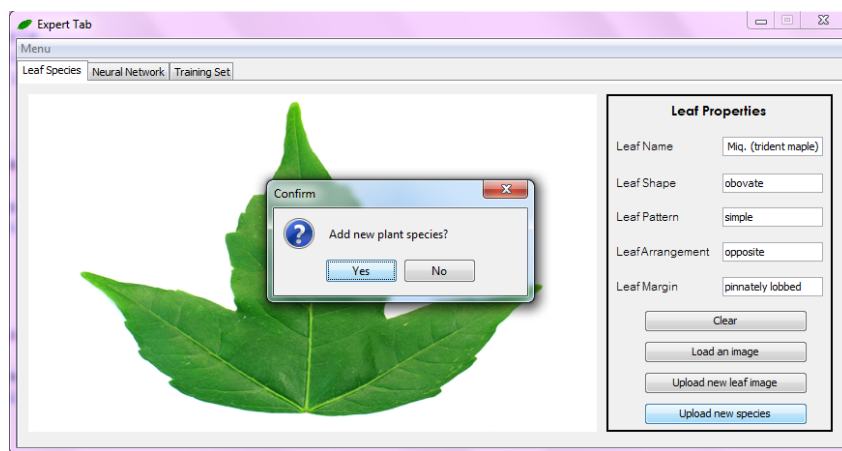 Expert Tab
Menu
Leaf Species Neural Network Training Set
Leaf Properties
Leaf Name Miq. (trident maple)
Leaf Shape obovate
Leaf Pattern simple
Leaf Arrangement opposite
Leaf Margin pinnately lobbed
Clear
Load an image
Upload new leaf image
Upload new species
Confirm
Add new plant species?
Yes No